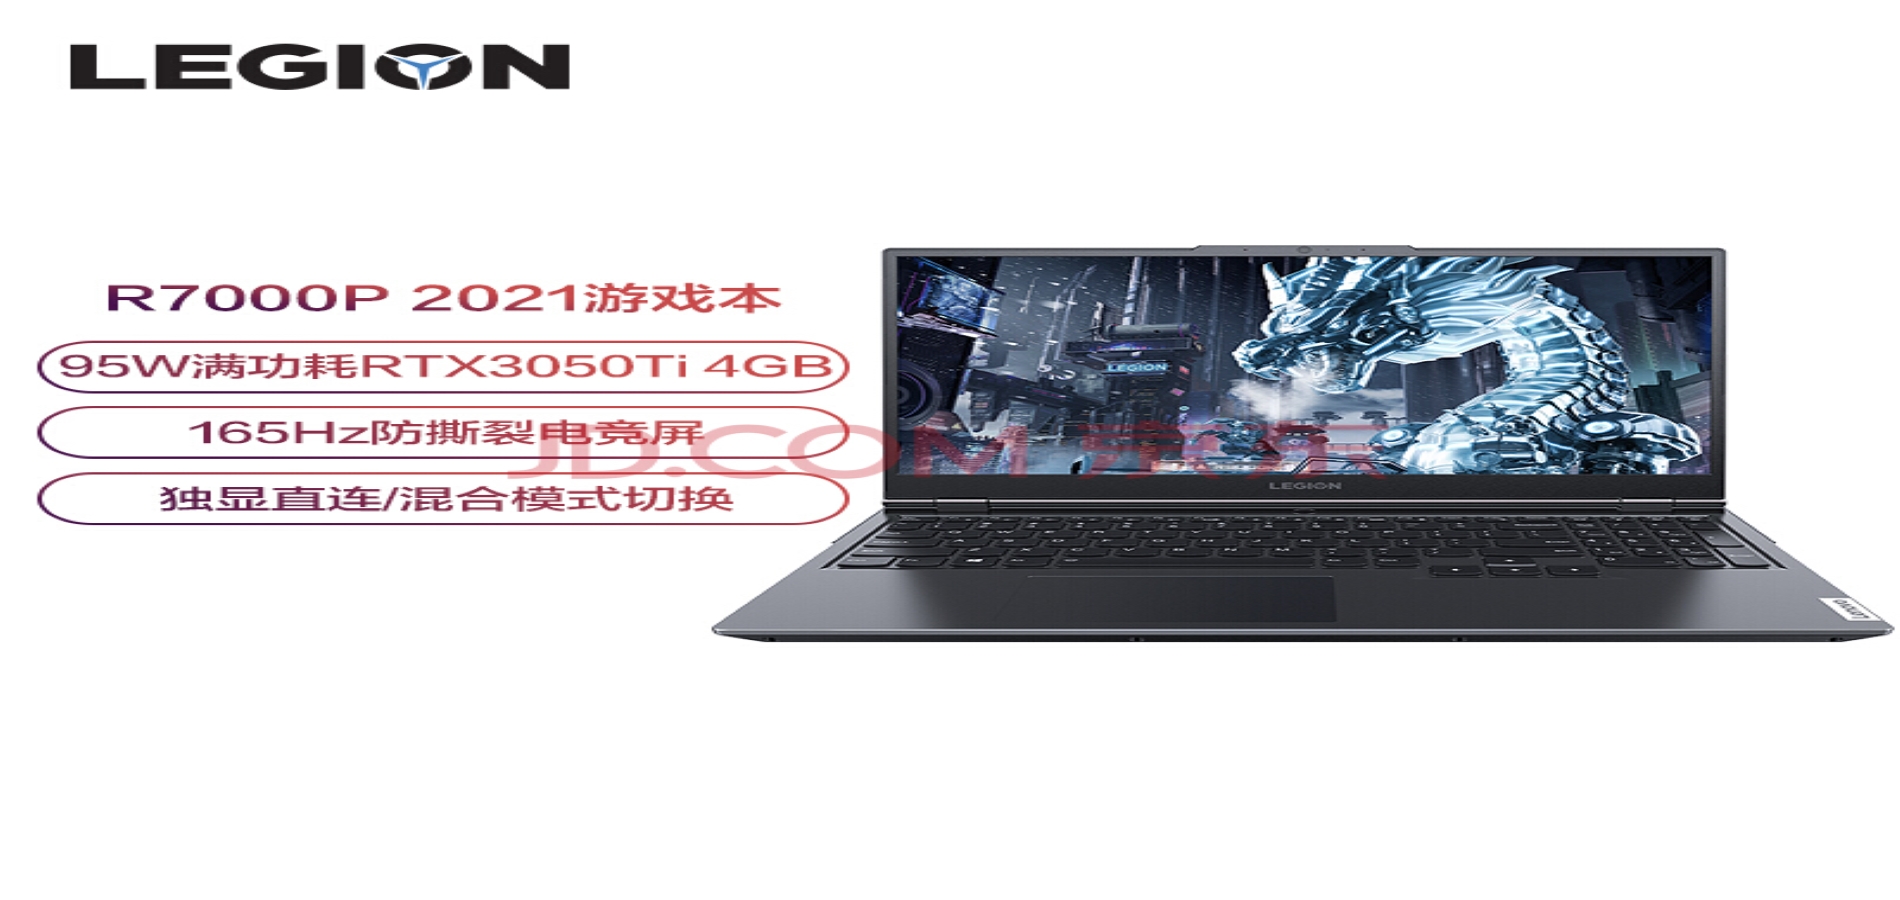 LEGION
R7000P 2021游戏本
95W满功耗RTX3050Ti 4GB
165Hz防撕裂电竞屏
独显直连/混合模式切换
JD.COM 京东
LEGION
LEGION
Lenovo